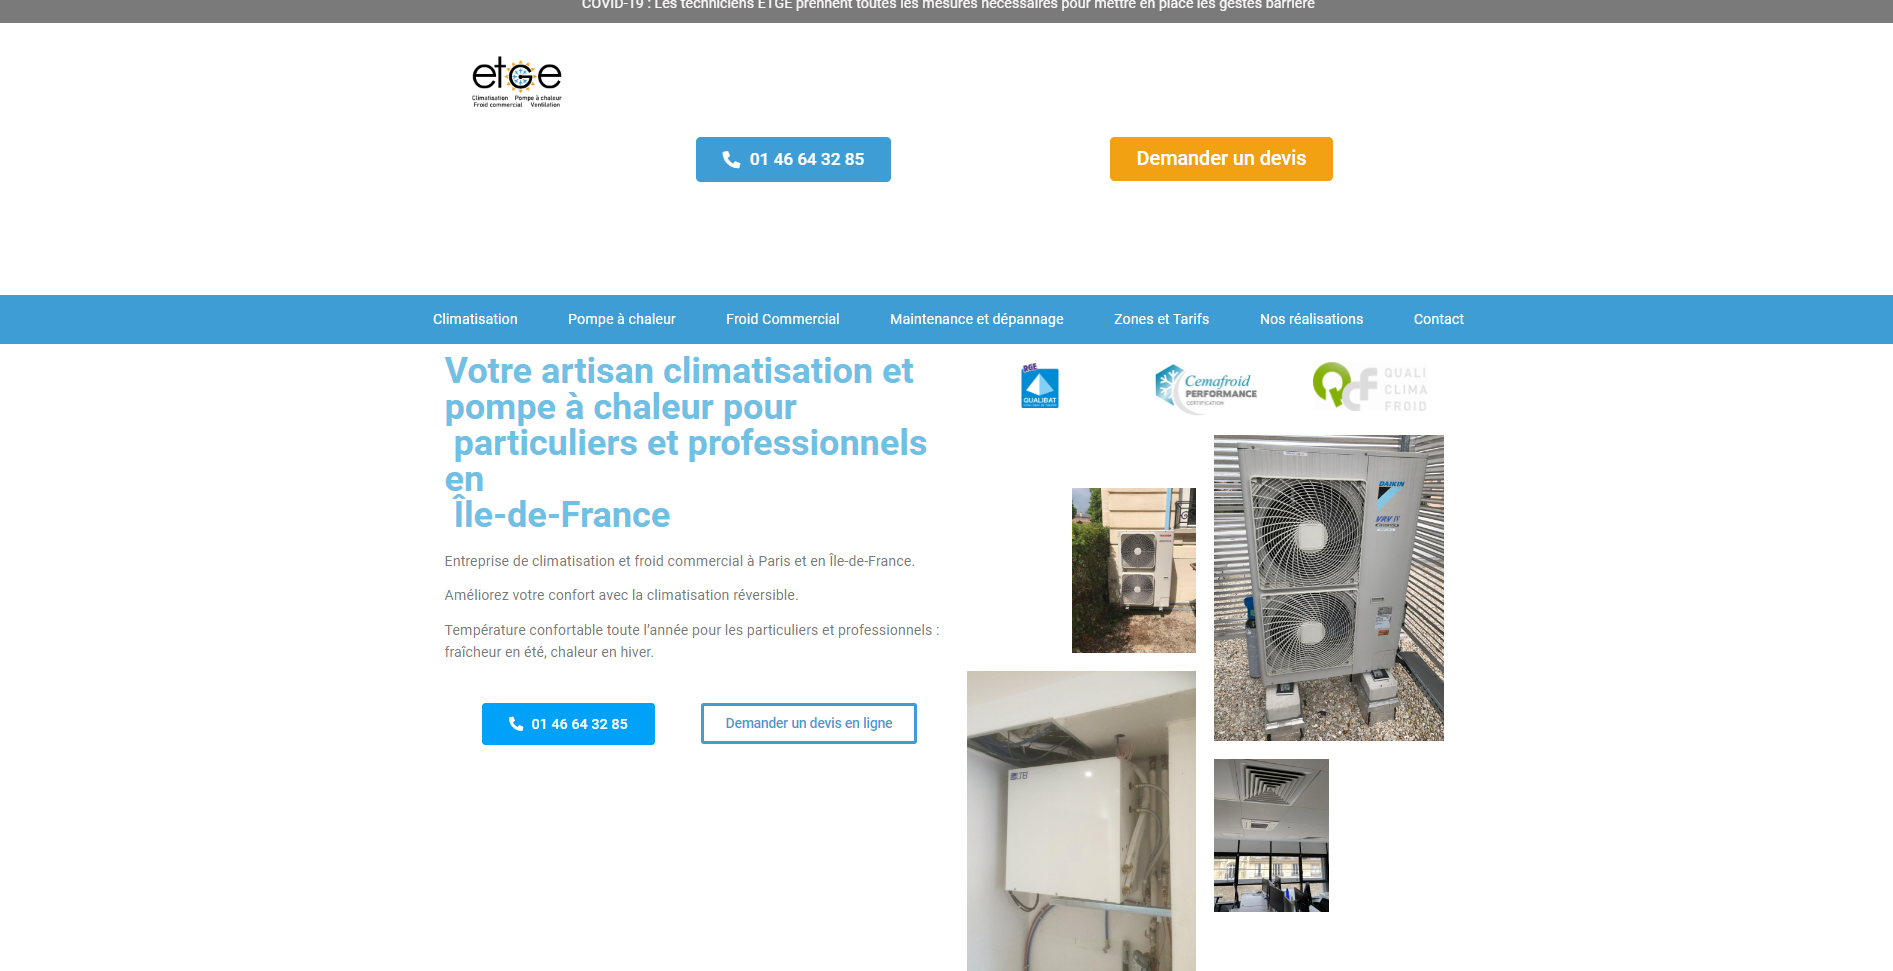 COVID-19 : Les techniciens ETGE prennent toutes les mesures nécessaires pour mettre en place les gestes barrière
etge
Climatisation Pompe à chaleur
Froid commercial Ventilation
01 46 64 32 85
Demander un devis
Climatisation Pompe à chaleur Froid Commercial Maintenance et dépannage Zones et Tarifs Nos réalisations Contact
Votre artisan climatisation et
pompe à chaleur pour
particuliers et professionnels
en
Île-de-France
Entreprise de climatisation et froid commercial à Paris et en Île-de-France.
Améliorez votre confort avec la climatisation réversible.
Température confortable toute l’année pour les particuliers et professionnels :
fraîcheur en été, chaleur en hiver.
01 46 64 32 85
Demander un devis en ligne
RGE
QUALIBAT
Cemafroid
PERFORMANCE
CERTIFICATION
QUALI
CLIMA
FROID
DAIKIN
VRV IV